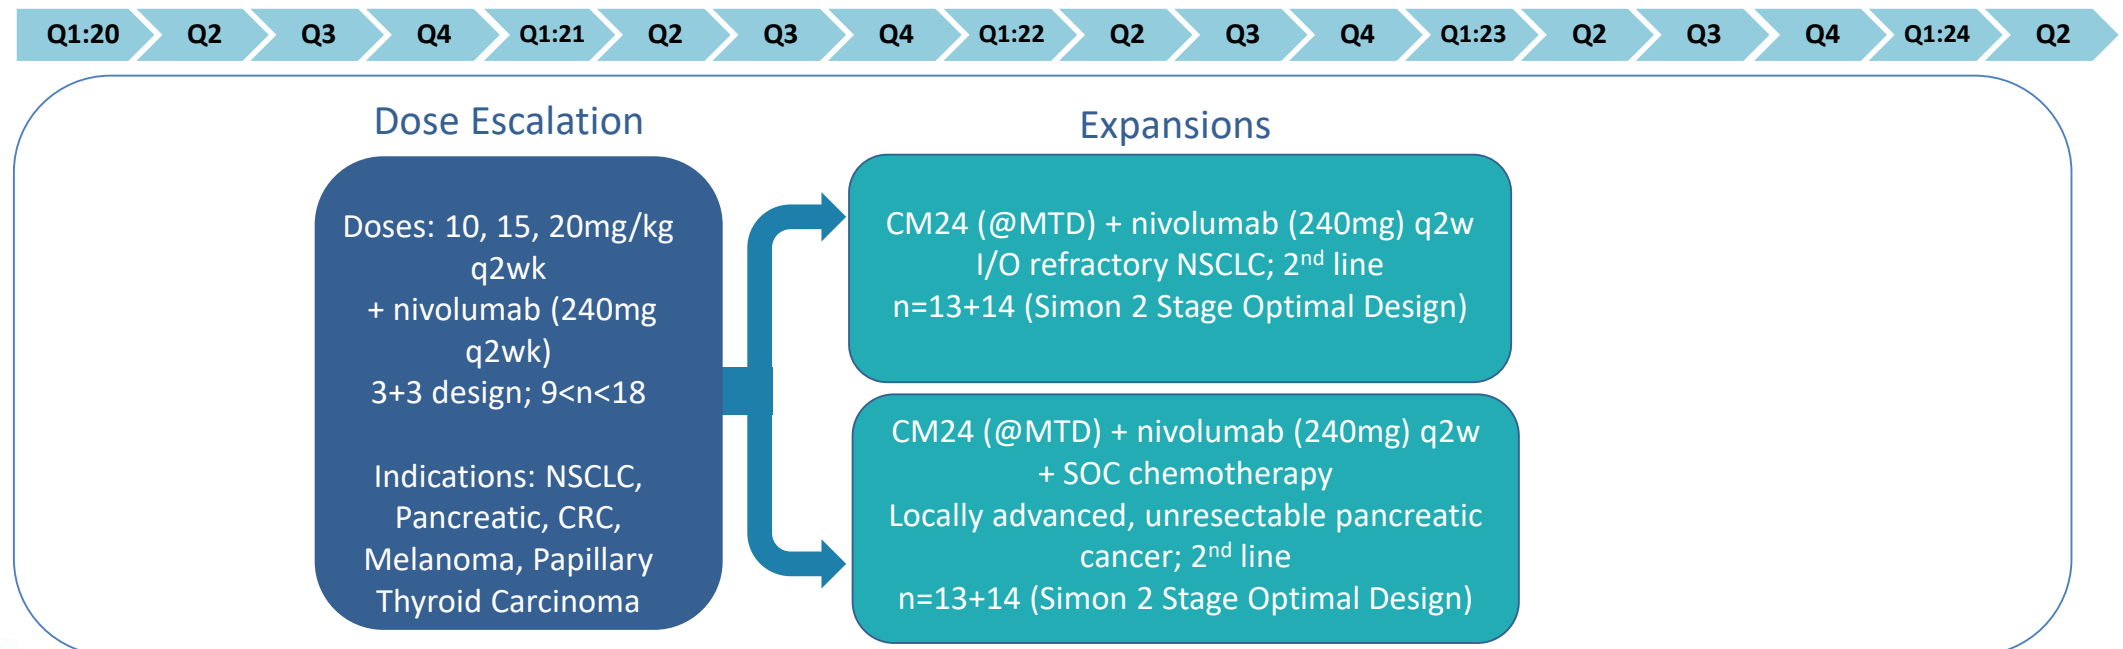 Q1:20 Q2 Q3 Q4 Q1:21 Q2 Q3 Q4 Q1:22 Q2 Q3 Q4 Q1:23 Q2 Q3 Q4 Q1:24 Q2
Dose Escalation
Doses: 10, 15, 20mg/kg
q2wk
+ nivolumab (240mg
q2wk)
3+3 design; 9<n<18
Indications: NSCLC,
Pancreatic, CRC,
Melanoma, Papillary
Thyroid Carcinoma
Expansions
CM24 (@MTD) + nivolumab (240mg) q2w
I/O refractory NSCLC; 2nd line
n=13+14 (Simon 2 Stage Optimal Design)
CM24 (@MTD) + nivolumab (240mg) q2w
+ SOC chemotherapy
Locally advanced, unresectable pancreatic
cancer; 2nd line
n=13+14 (Simon 2 Stage Optimal Design)